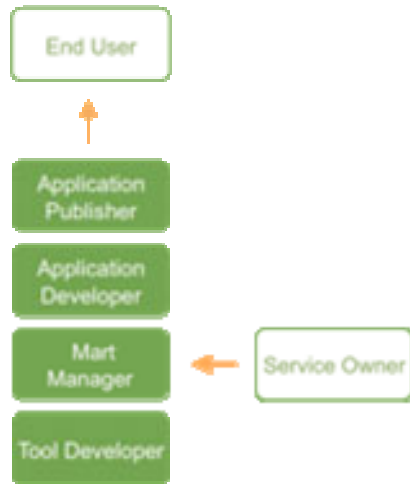 End User
Application
Publisher
Application
Developer
Mart
Manager
Service Owner
Tool Developer